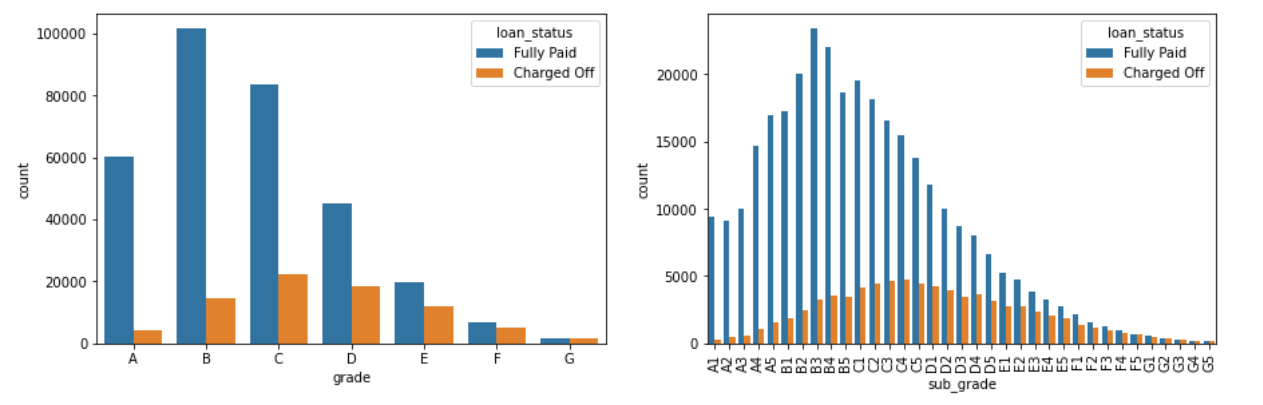 loan_status
Fully Paid
Charged Off
100000
80000
60000
40000
20000
0
count
A B C D E F G
grade
loan_status
Fully Paid
Charged Off
20000
15000
10000
5000
0
count
A1 A2 A3 A4 A5 B1 B2 B3 B4 B5 C1 C2 C3 C4 C5 D1 D2 D3 D4 D5 E1 E2 E3 E4 E5 F1 F2 F3 F4 F5 G1 G2 G3 G4 G5
sub_grade